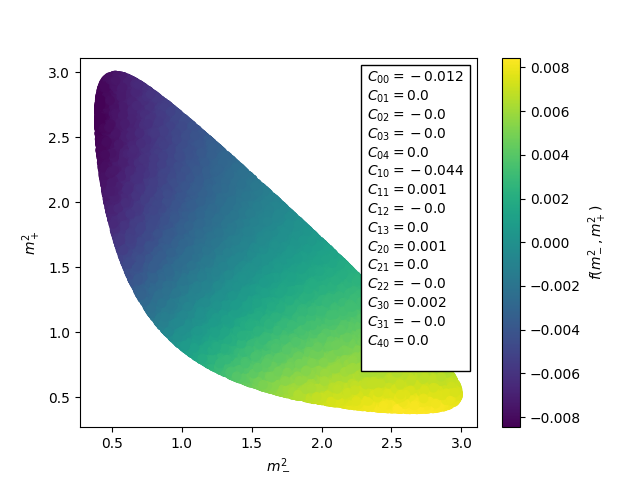 3.0
2.5
2.0
1.5
1.0
0.5
m²₊
0.5 1.0 1.5 2.0 2.5 3.0
m²₋
C₀₀ = −0.012
C₀₁ = 0.0
C₀₂ = −0.0
C₀₃ = −0.0
C₀₄ = 0.0
C₁₀ = −0.044
C₁₁ = 0.001
C₁₂ = −0.0
C₁₃ = 0.0
C₂₀ = 0.001
C₂₁ = 0.0
C₂₂ = −0.0
C₃₀ = 0.002
C₃₁ = −0.0
C₄₀ = 0.0
0.008
0.006
0.004
0.002
0.000
−0.002
−0.004
−0.006
−0.008
f(m²₋, m²₊)